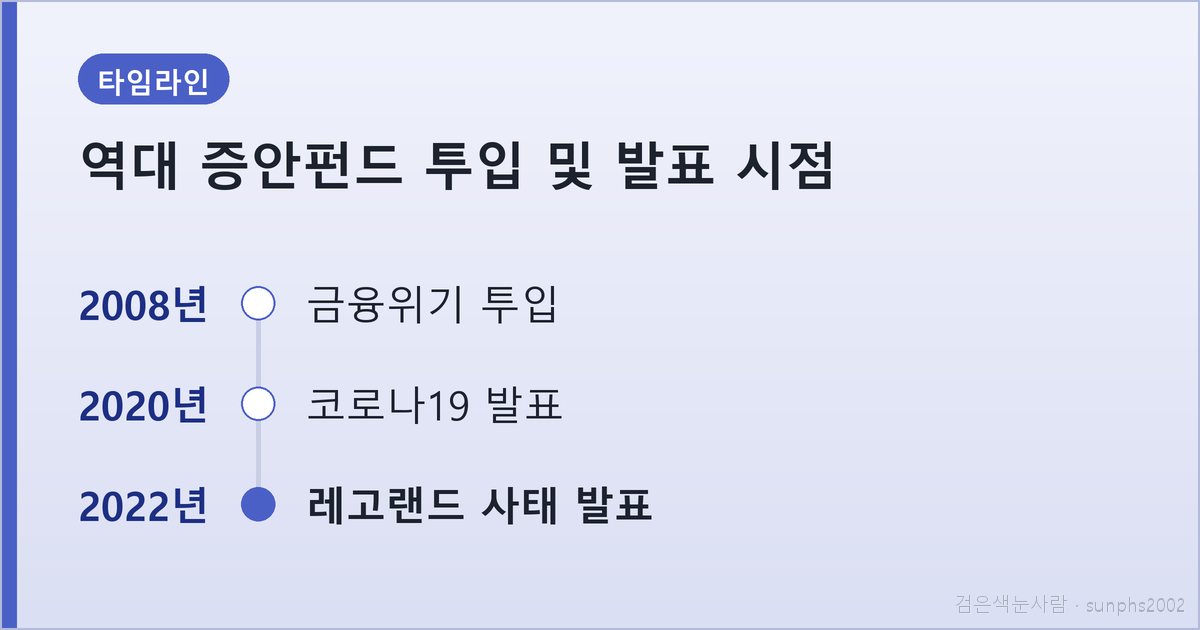 타임라인
역대 증안펀드 투입 및 발표 시점
2008년 금융위기 투입
2020년 코로나19 발표
2022년 레고랜드 사태 발표
검은색눈사람 · sunphs2002